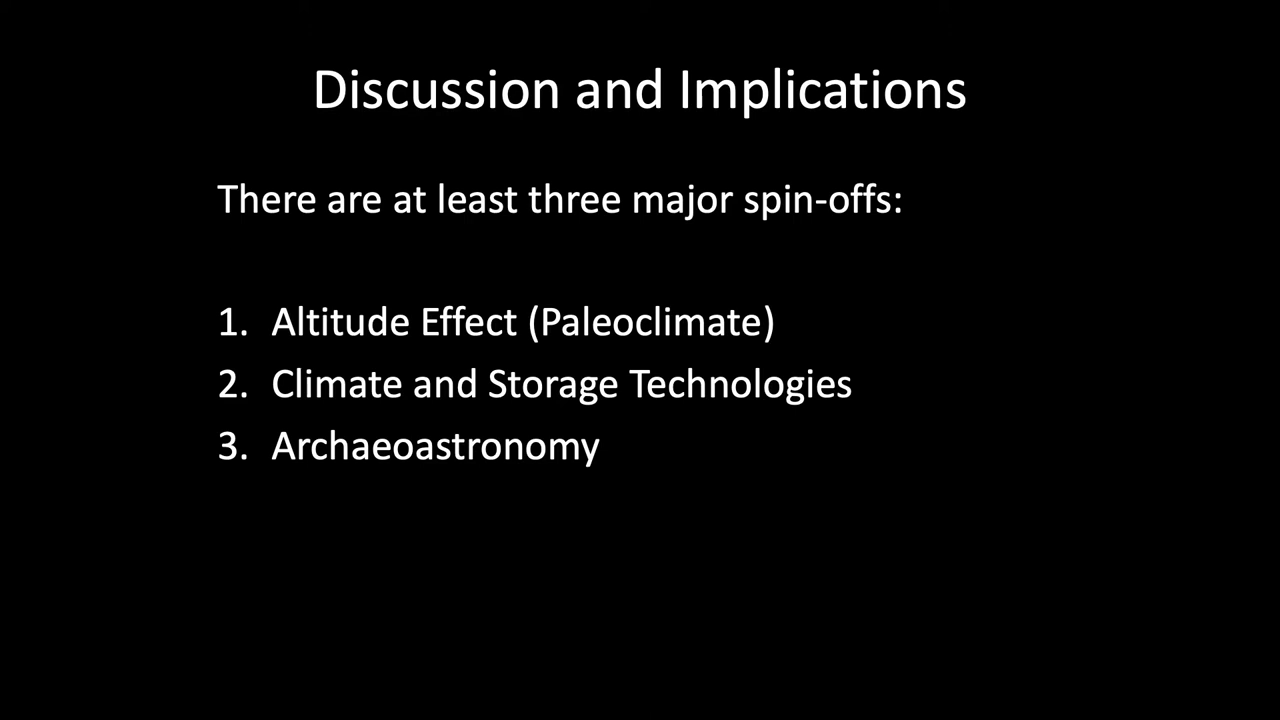 Discussion and Implications
There are at least three major spin-offs:
1. Altitude Effect (Paleoclimate)
2. Climate and Storage Technologies
3. Archaeoastronomy